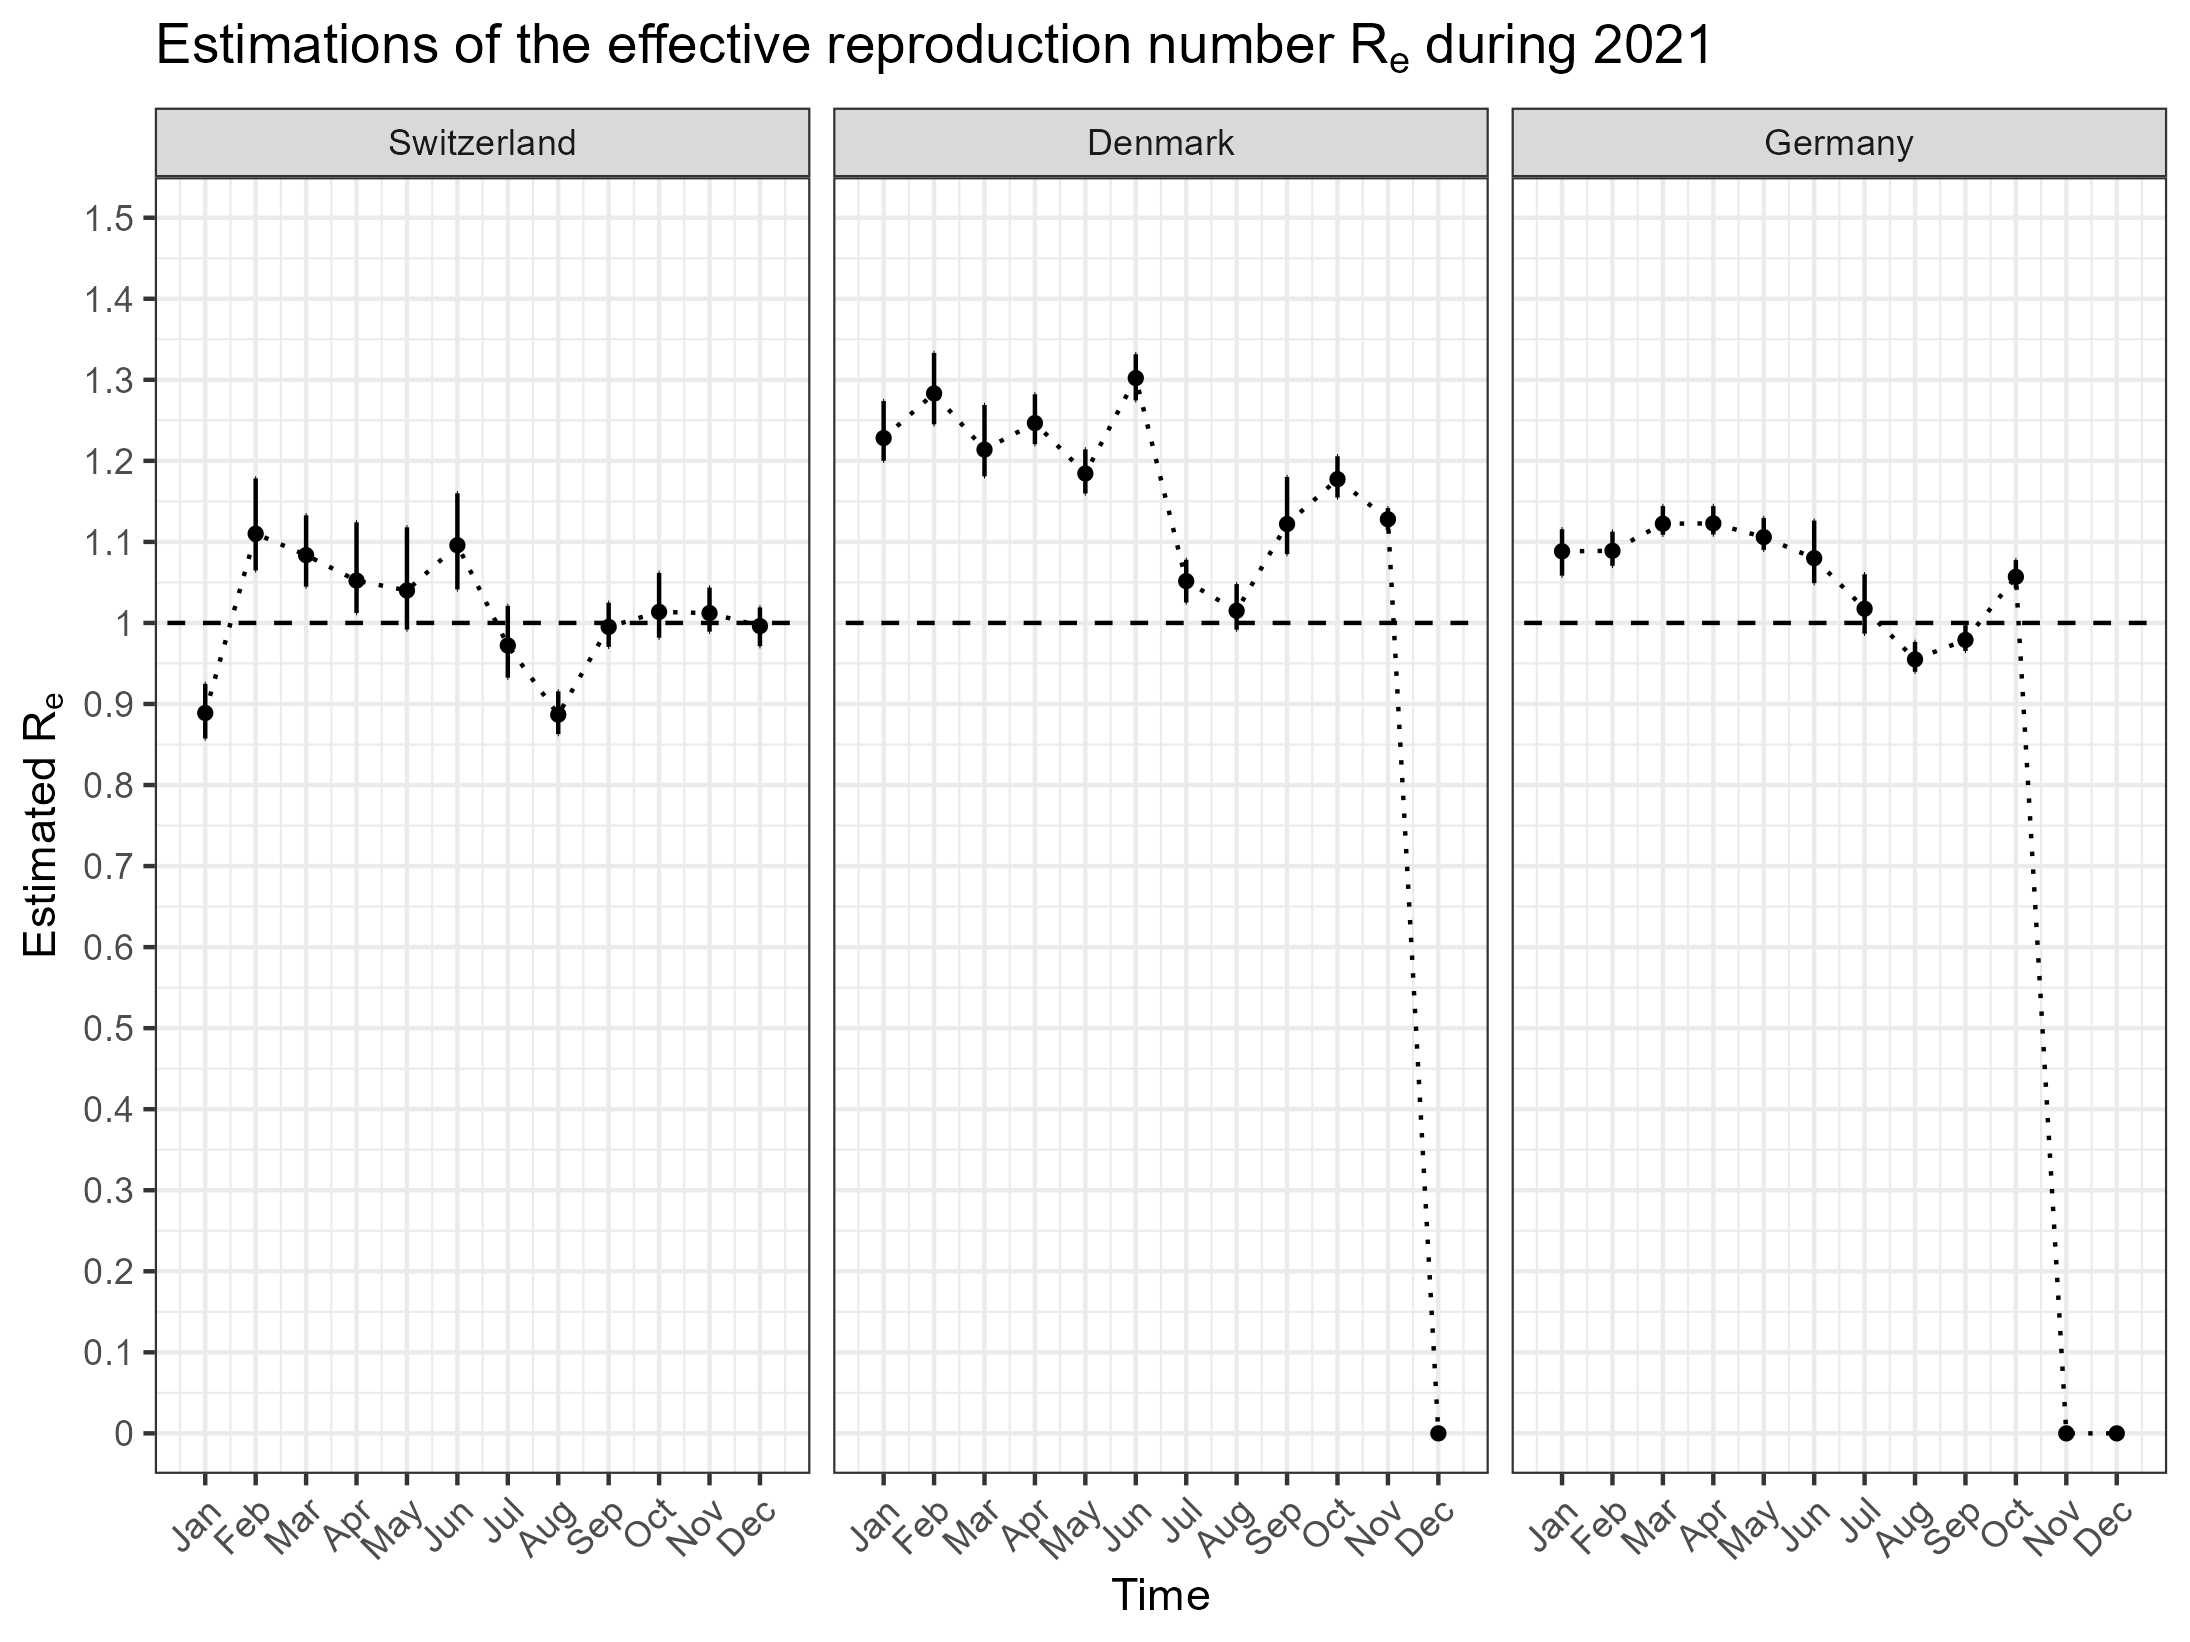 Estimations of the effective reproduction number Re during 2021
Switzerland
Denmark
Germany
Estimated Re
1.5
1.4
1.3
1.2
1.1
1
0.9
0.8
0.7
0.6
0.5
0.4
0.3
0.2
0.1
0
Jan Feb Mar Apr May Jun Jul Aug Sep Oct Nov Dec
Jan Feb Mar Apr May Jun Jul Aug Sep Oct Nov Dec
Jan Feb Mar Apr May Jun Jul Aug Sep Oct Nov Dec
Time